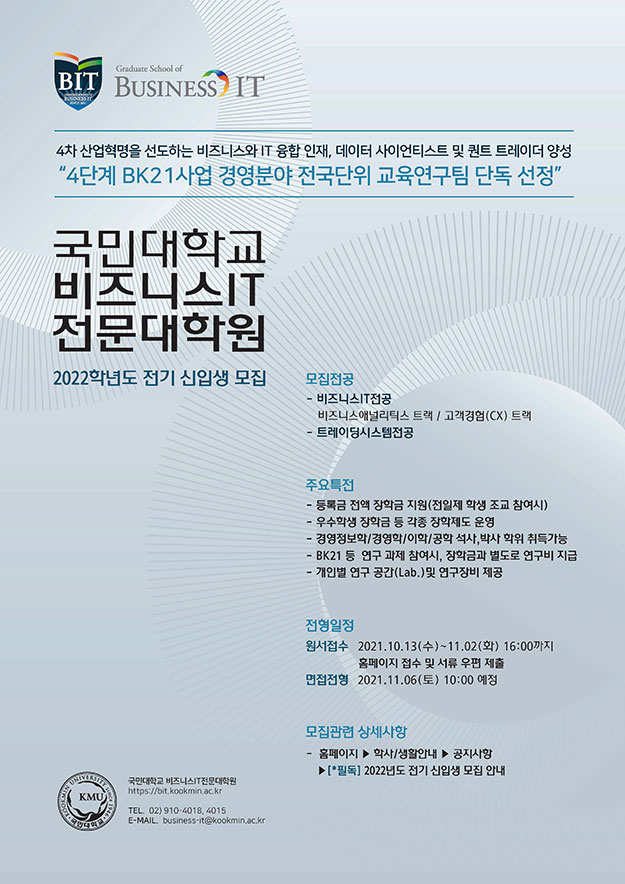 BIT
BUSINESS IT
Graduate School of
BUSINESS IT
4차 산업혁명을 선도하는 비즈니스와 IT 융합 인재, 데이터 사이언티스트 및 퀀트 트레이더 양성
“4단계 BK21사업 경영분야 전국단위 교육연구팀 단독 선정”
국민대학교
비즈니스IT
전문대학원
2022학년도 전기 신입생 모집
모집전공
- 비즈니스IT전공
비즈니스애널리틱스 트랙 / 고객경험(CX) 트랙
- 트레이딩시스템전공
주요특전
- 등록금 전액 장학금 지원(전일제 학생 조교 참여시)
- 우수학생 장학금 등 각종 장학제도 운영
- 경영정보학/경영학/이학/공학 석사,박사 학위 취득가능
- BK21 등 연구 과제 참여시, 장학금과 별도로 연구비 지급
- 개인별 연구 공간(Lab.)및 연구장비 제공
전형일정
원서접수 2021.10.13(수)~11.02(화) 16:00까지
홈페이지 접수 및 서류 우편 제출
면접전형 2021.11.06(토) 10:00 예정
모집관련 상세사항
- 홈페이지 ▶ 학사/생활안내 ▶ 공지사항
▶[*필독] 2022년도 전기 신입생 모집 안내
KOOKMIN UNIVERSITY
KMU
국민대학교
국민대학교 비즈니스IT전문대학원
https://bit.kookmin.ac.kr
TEL. 02) 910-4018, 4015
E-MAIL. business-it@kookmin.ac.kr